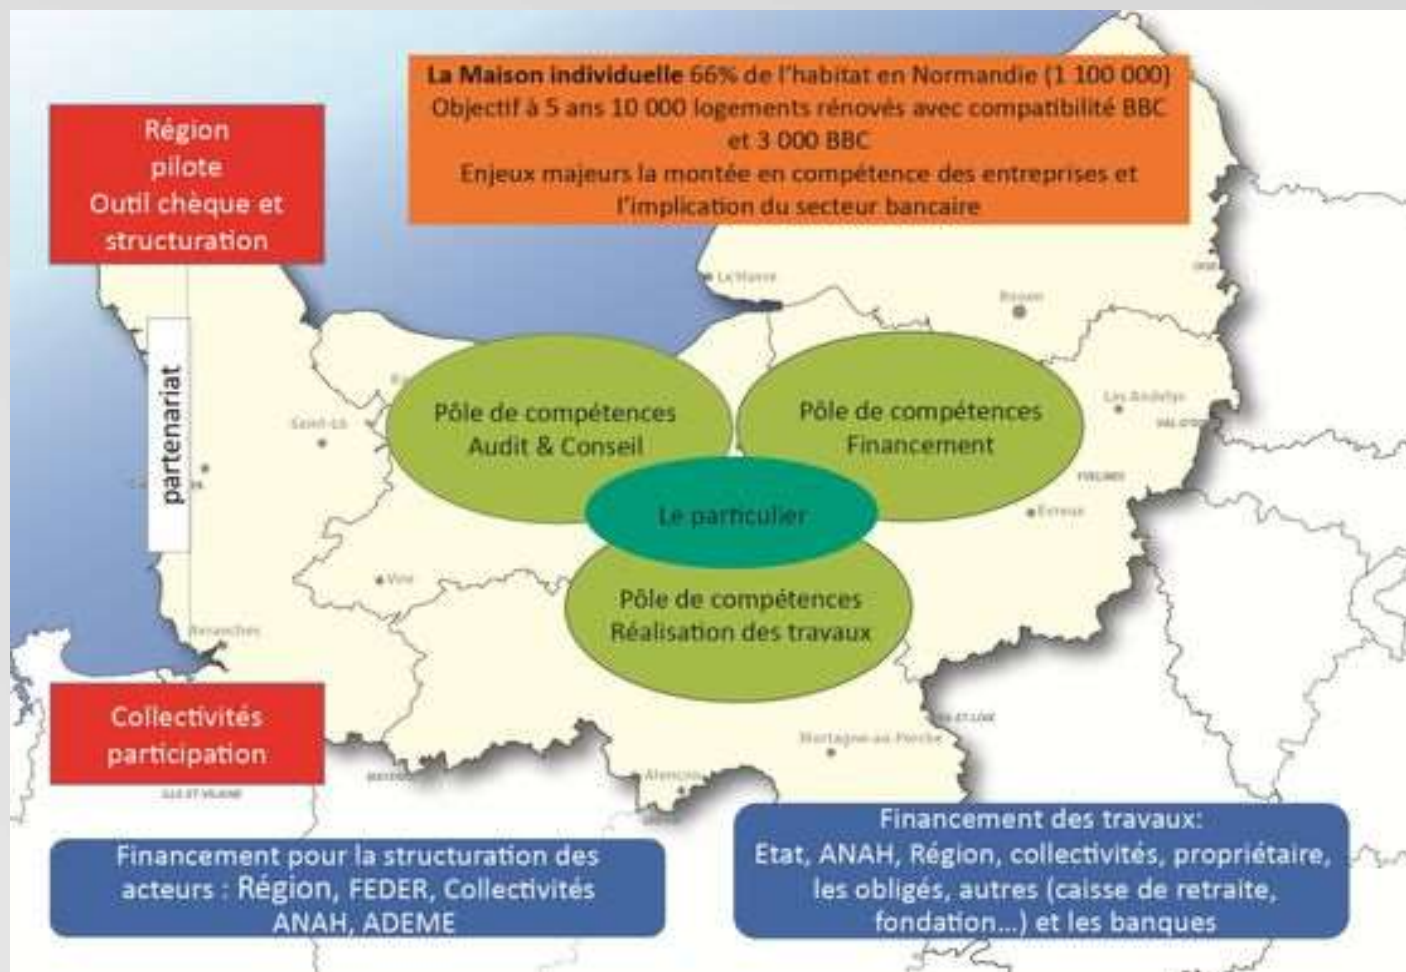 La Maison individuelle 66% de l'habitat en Normandie (1 100 000)
Objectif à 5 ans 10 000 logements rénovés avec compatibilité BBC
et 3 000 BBC
Enjeux majeurs la montée en compétence des entreprises et
l'implication du secteur bancaire
Région
pilote
Outil chèque et
structuration
Le Havre
Rouen
partenariat
Saint-Lô
Pôle de compétences
Audit & Conseil
Pôle de compétences
Financement
Les Andelys
YVELINES
Le particulier
Evreux
Vire
Pôle de compétences
Réalisation des travaux
Avranches
Collectivités
participation
Mortagne-au-Perche
Alençon
ILLE-ET-VILAINE
Financement pour la structuration des
acteurs : Région, FEDER, Collectivités
ANAH, ADEME
Financement des travaux:
Etat, ANAH, Région, collectivités, propriétaire,
les obligés, autres (caisse de retraite,
fondation...) et les banques